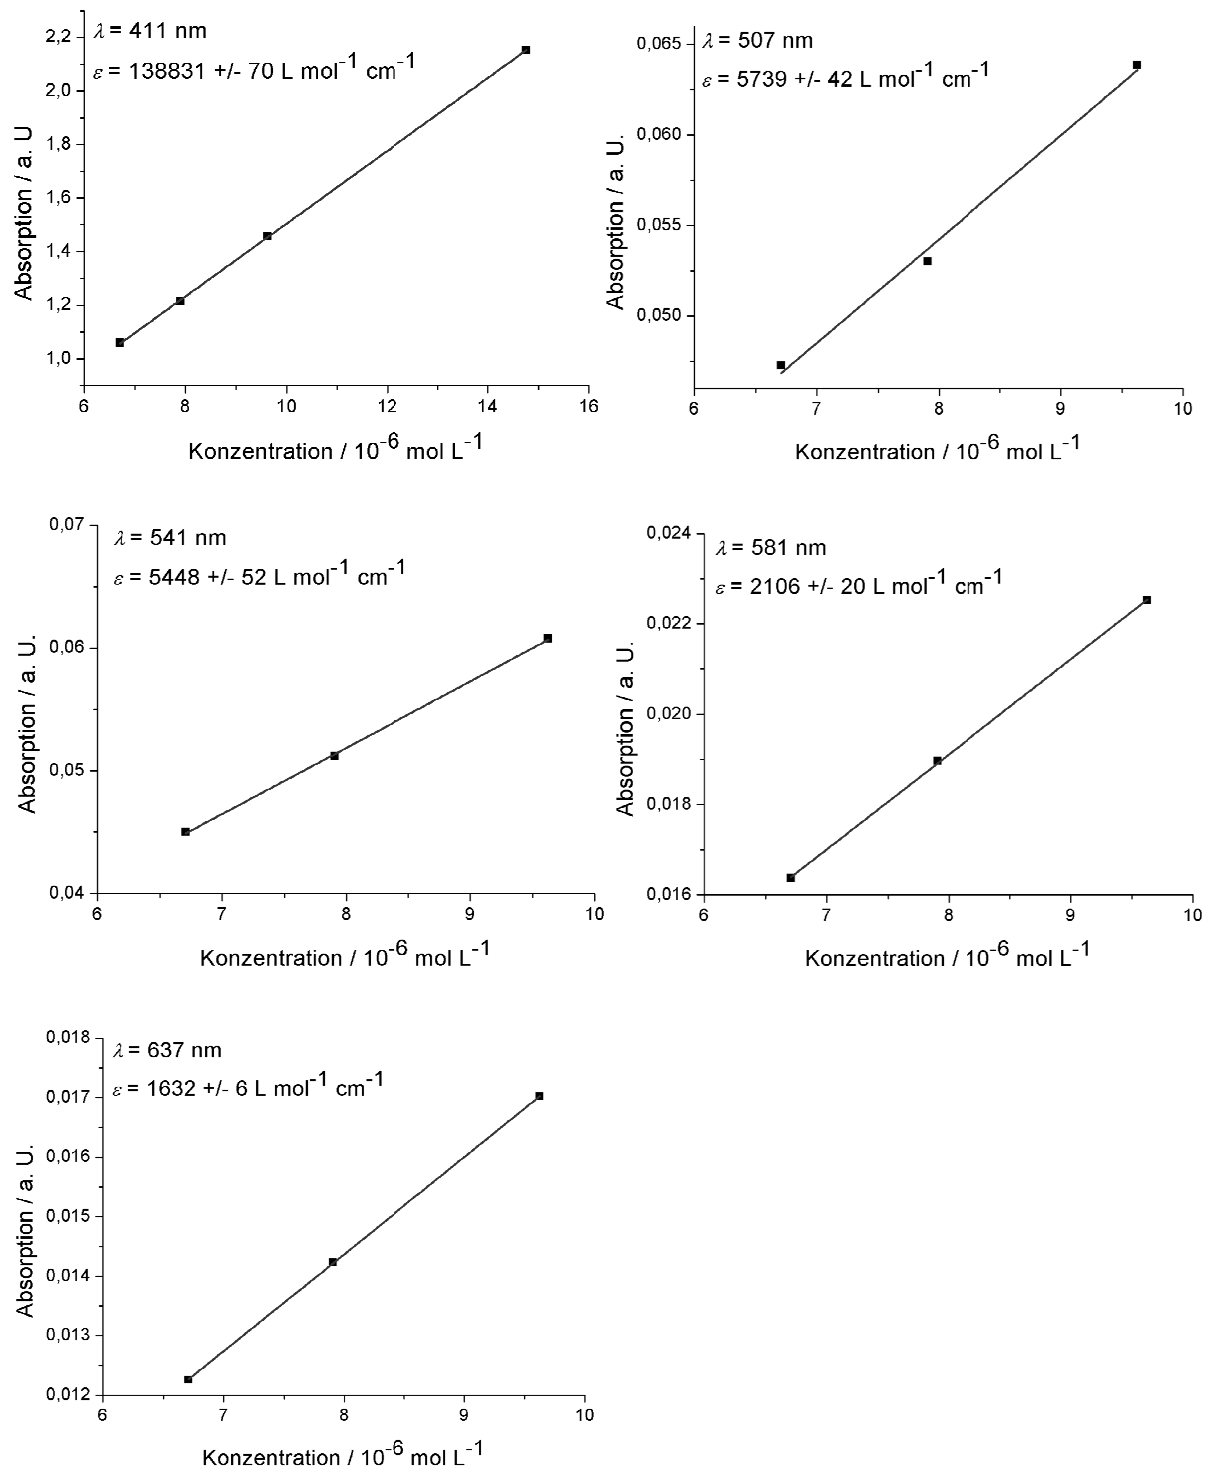 λ = 411 nm
ε = 138831 +/- 70 L mol⁻¹ cm⁻¹
2,2
2,0
1,8
1,6
1,4
1,2
1,0
Absorption / a. U
6 8 10 12 14 16
Konzentration / 10⁻⁶ mol L⁻¹
λ = 507 nm
ε = 5739 +/- 42 L mol⁻¹ cm⁻¹
0,065
0,060
0,055
0,050
Absorption / a. U.
6 7 8 9 10
Konzentration / 10⁻⁶ mol L⁻¹
λ = 541 nm
ε = 5448 +/- 52 L mol⁻¹ cm⁻¹
0,07
0,06
0,05
0,04
Absorption / a. U.
6 7 8 9 10
Konzentration / 10⁻⁶ mol L⁻¹
λ = 581 nm
ε = 2106 +/- 20 L mol⁻¹ cm⁻¹
0,024
0,022
0,020
0,018
0,016
Absorption / a. U.
6 7 8 9 10
Konzentration / 10⁻⁶ mol L⁻¹
λ = 637 nm
ε = 1632 +/- 6 L mol⁻¹ cm⁻¹
0,018
0,017
0,016
0,015
0,014
0,013
0,012
Absorption / a. U.
6 7 8 9 10
Konzentration / 10⁻⁶ mol L⁻¹